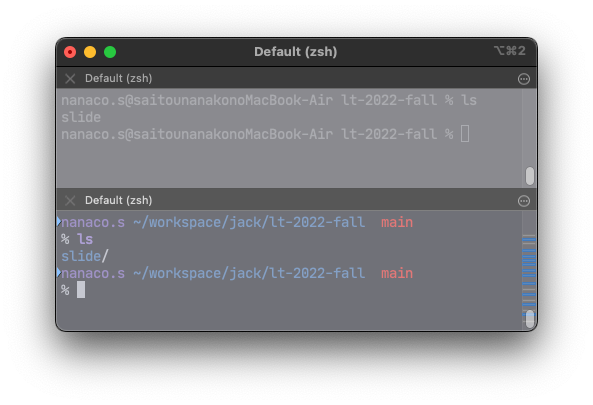 Default (zsh)
⌥⌘2
Default (zsh)
nanaco.s@saitounanakonoMacBook-Air lt-2022-fall % ls
slide
nanaco.s@saitounanakonoMacBook-Air lt-2022-fall %
Default (zsh)
nanaco.s ~/workspace/jack/lt-2022-fall  main
% ls
slide/
nanaco.s ~/workspace/jack/lt-2022-fall  main
%